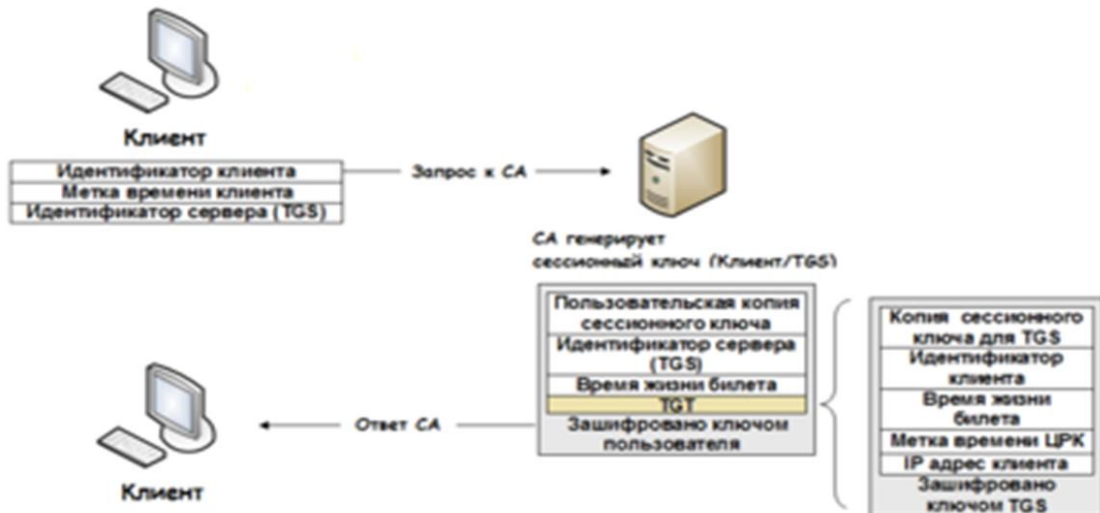 Клиент
Идентификатор клиента
Метка времени клиента
Идентификатор сервера (TGS)
Запрос к СА
СА генерирует
сессионный ключ (Клиент/TGS)
Пользовательская копия
сессионного ключа
Идентификатор сервера
(TGS)
Время жизни билета
TGT
Зашифровано ключом
пользователя
Копия сессионного
ключа для TGS
Идентификатор
клиента
Время жизни
билета
Метка времени ЦРК
IP адрес клиента
Зашифровано
ключом TGS
Ответ СА
Клиент